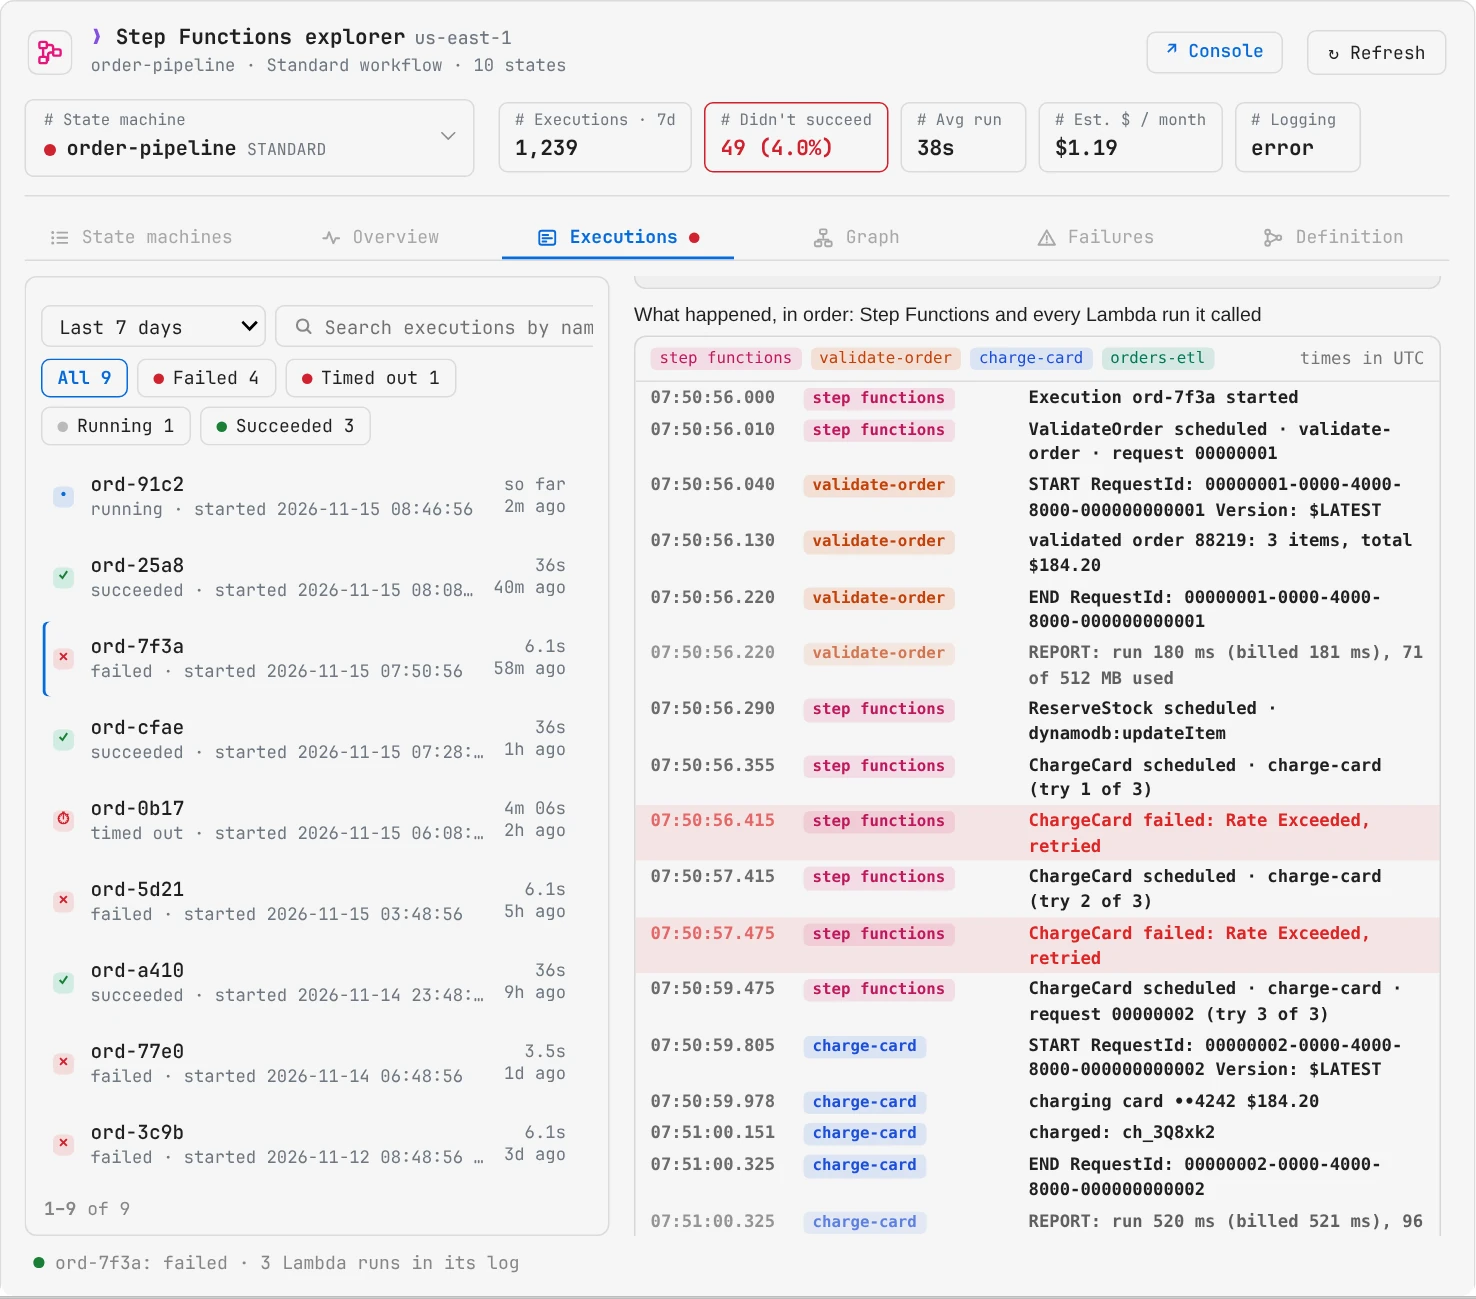 Step Functions explorer us-east-1
order-pipeline · Standard workflow · 10 states
↗ Console
↻ Refresh
# State machine
order-pipeline STANDARD
# Executions · 7d
1,239
# Didn't succeed
49 (4.0%)
# Avg run
38s
# Est. $ / month
$1.19
# Logging
error
State machines
Overview
Executions
Graph
Failures
Definition
Last 7 days
Search executions by nam
All 9
Failed 4
Timed out 1
Running 1
Succeeded 3
ord-91c2 so far
running · started 2026-11-15 08:46:56 2m ago
ord-25a8 36s
succeeded · started 2026-11-15 08:08… 40m ago
ord-7f3a 6.1s
failed · started 2026-11-15 07:50:56 58m ago
ord-cfae 36s
succeeded · started 2026-11-15 07:28:… 1h ago
ord-0b17 4m 06s
timed out · started 2026-11-15 06:08:… 2h ago
ord-5d21 6.1s
failed · started 2026-11-15 03:48:56 5h ago
ord-a410 36s
succeeded · started 2026-11-14 23:48:… 9h ago
ord-77e0 3.5s
failed · started 2026-11-14 06:48:56 1d ago
ord-3c9b 6.1s
failed · started 2026-11-12 08:48:56 … 3d ago
1–9 of 9
What happened, in order: Step Functions and every Lambda run it called
step functions validate-order charge-card orders-etl times in UTC
07:50:56.000 step functions Execution ord-7f3a started
07:50:56.010 step functions ValidateOrder scheduled · validate-
order · request 00000001
07:50:56.040 validate-order START RequestId: 00000001-0000-4000-
8000-000000000001 Version: $LATEST
07:50:56.130 validate-order validated order 88219: 3 items, total
$184.20
07:50:56.220 validate-order END RequestId: 00000001-0000-4000-
8000-000000000001
07:50:56.220 validate-order REPORT: run 180 ms (billed 181 ms), 71
of 512 MB used
07:50:56.290 step functions ReserveStock scheduled ·
dynamodb:updateItem
07:50:56.355 step functions ChargeCard scheduled · charge-card
(try 1 of 3)
07:50:56.415 step functions ChargeCard failed: Rate Exceeded,
retried
07:50:57.415 step functions ChargeCard scheduled · charge-card
(try 2 of 3)
07:50:57.475 step functions ChargeCard failed: Rate Exceeded,
retried
07:50:59.475 step functions ChargeCard scheduled · charge-card ·
request 00000002 (try 3 of 3)
07:50:59.805 charge-card START RequestId: 00000002-0000-4000-
8000-000000000002 Version: $LATEST
07:50:59.978 charge-card charging card ••4242 $184.20
07:51:00.151 charge-card charged: ch_3Q8xk2
07:51:00.325 charge-card END RequestId: 00000002-0000-4000-
8000-000000000002
07:51:00.325 charge-card REPORT: run 520 ms (billed 521 ms), 96
ord-7f3a: failed · 3 Lambda runs in its log